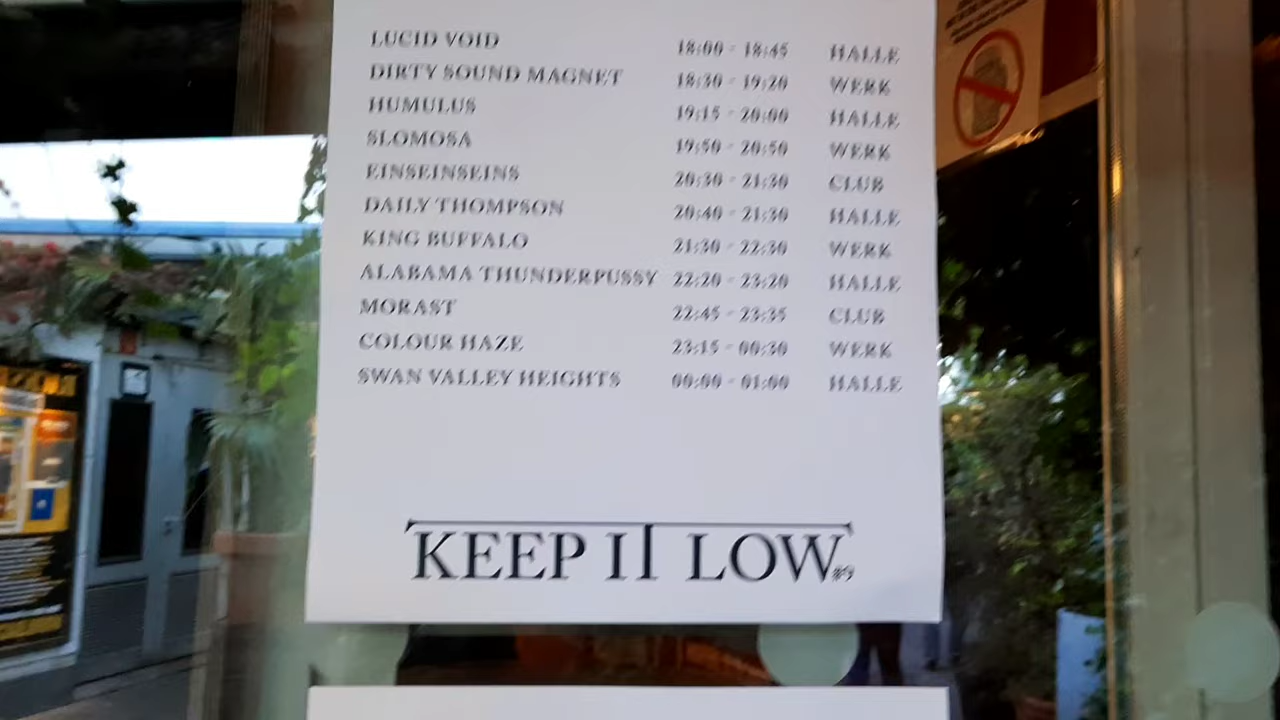 LUCID VOID 18:00 - 18:45 HALLE
DIRTY SOUND MAGNET 18:30 - 19:20 WERK
HUMULUS 19:15 - 20:00 HALLE
SLOMOSA 19:50 - 20:50 WERK
EINSEINSEINS 20:30 - 21:30 CLUB
DAILY THOMPSON 20:40 - 21:30 HALLE
KING BUFFALO 21:30 - 22:30 WERK
ALABAMA THUNDERPUSSY 22:20 - 23:20 HALLE
MORAST 22:45 - 23:35 CLUB
COLOUR HAZE 23:15 - 00:30 WERK
SWAN VALLEY HEIGHTS 00:00 - 01:00 HALLE
KEEP IT LOW #9